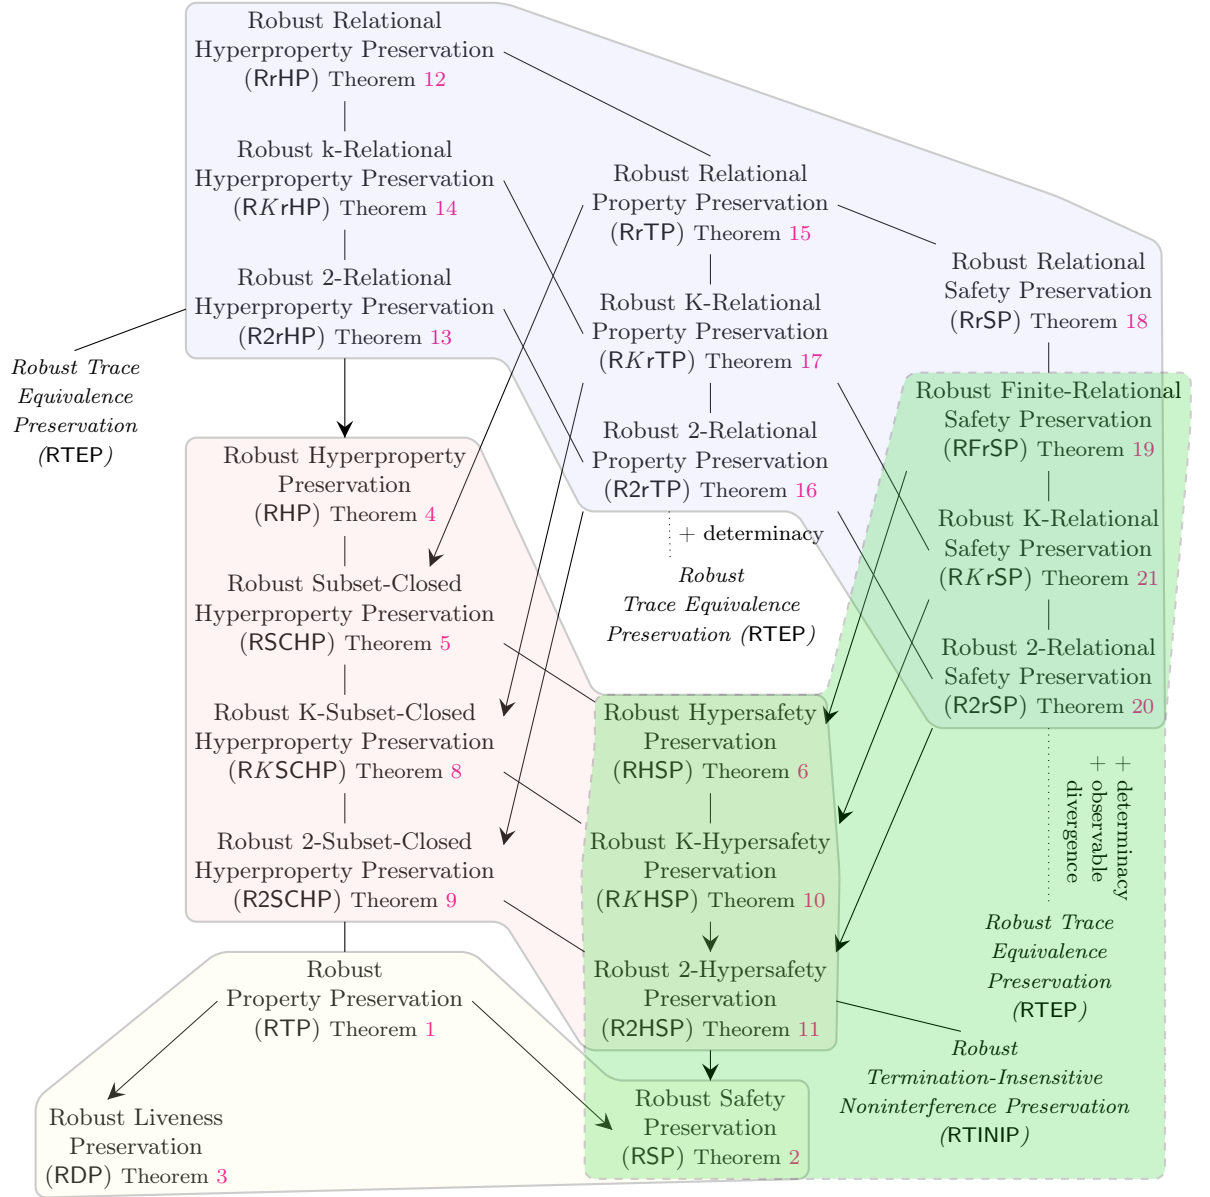 Robust Relational
Hyperproperty Preservation
(RrHP) Theorem 12
Robust k-Relational
Hyperproperty Preservation
(RKrHP) Theorem 14
Robust 2-Relational
Hyperproperty Preservation
(R2rHP) Theorem 13
Robust Trace
Equivalence
Preservation
(RTEP)
Robust Relational
Property Preservation
(RrTP) Theorem 15
Robust K-Relational
Property Preservation
(RKrTP) Theorem 17
Robust 2-Relational
Property Preservation
(R2rTP) Theorem 16
+ determinacy
Robust
Trace Equivalence
Preservation (RTEP)
Robust Relational
Safety Preservation
(RrSP) Theorem 18
Robust Finite-Relational
Safety Preservation
(RFrSP) Theorem 19
Robust K-Relational
Safety Preservation
(RKrSP) Theorem 21
Robust 2-Relational
Safety Preservation
(R2rSP) Theorem 20
+ determinacy
+ observable
divergence
Robust Trace
Equivalence
Preservation
(RTEP)
Robust Hyperproperty
Preservation
(RHP) Theorem 4
Robust Subset-Closed
Hyperproperty Preservation
(RSCHP) Theorem 5
Robust K-Subset-Closed
Hyperproperty Preservation
(RKSCHP) Theorem 8
Robust 2-Subset-Closed
Hyperproperty Preservation
(R2SCHP) Theorem 9
Robust Hypersafety
Preservation
(RHSP) Theorem 6
Robust K-Hypersafety
Preservation
(RKHSP) Theorem 10
Robust 2-Hypersafety
Preservation
(R2HSP) Theorem 11
Robust
Termination-Insensitive
Noninterference Preservation
(RTINIP)
Robust
Property Preservation
(RTP) Theorem 1
Robust Liveness
Preservation
(RDP) Theorem 3
Robust Safety
Preservation
(RSP) Theorem 2